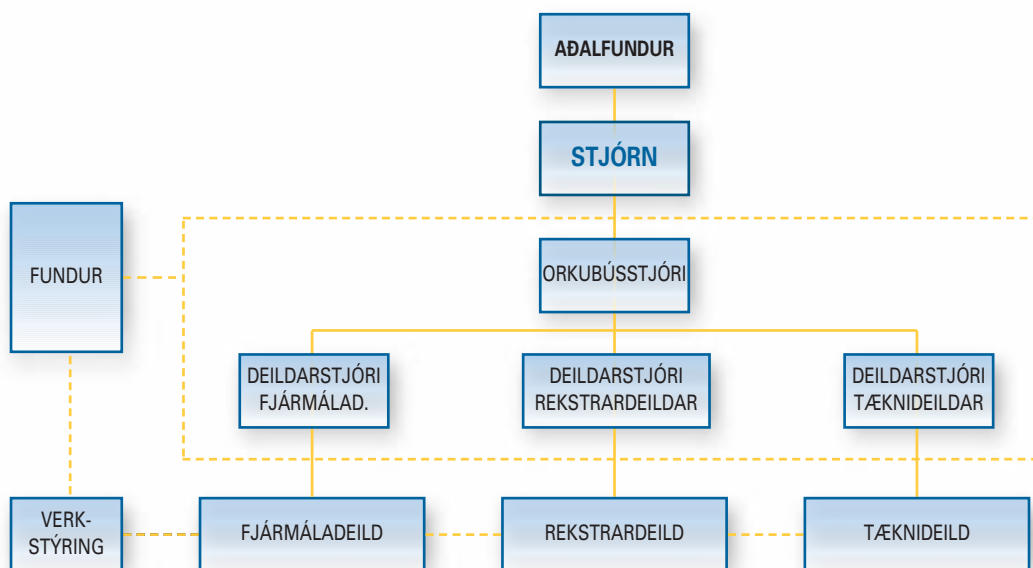 AÐALFUNDUR
STJÓRN
FUNDUR
ORKUBÚSSTJÓRI
DEILDARSTJÓRI
FJÁRMÁLAD.
DEILDARSTJÓRI
REKSTRARDEILDAR
DEILDARSTJÓRI
TÆKNIDEILDAR
VERK-
STÝRING
FJÁRMÁLADEILD
REKSTRARDEILD
TÆKNIDEILD